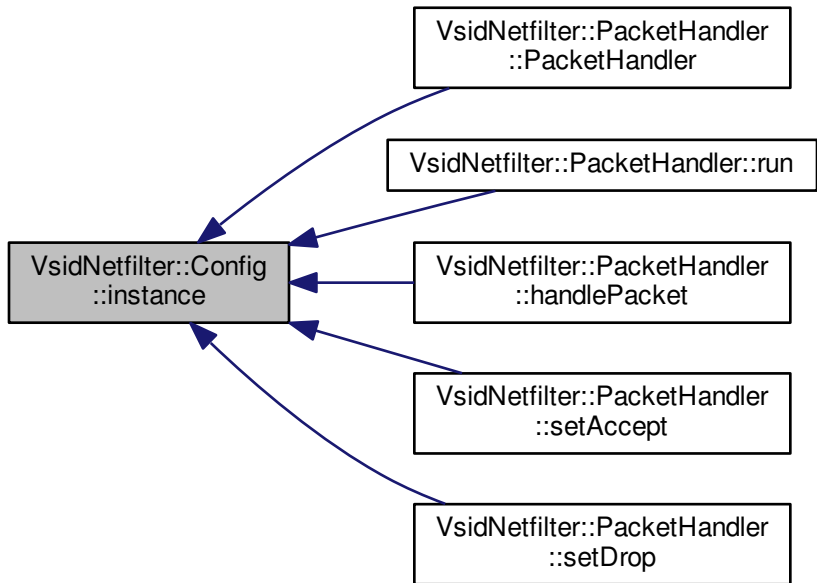 VsidNetfilter::PacketHandler
::PacketHandler
VsidNetfilter::PacketHandler::run
VsidNetfilter::Config
::instance
VsidNetfilter::PacketHandler
::handlePacket
VsidNetfilter::PacketHandler
::setAccept
VsidNetfilter::PacketHandler
::setDrop